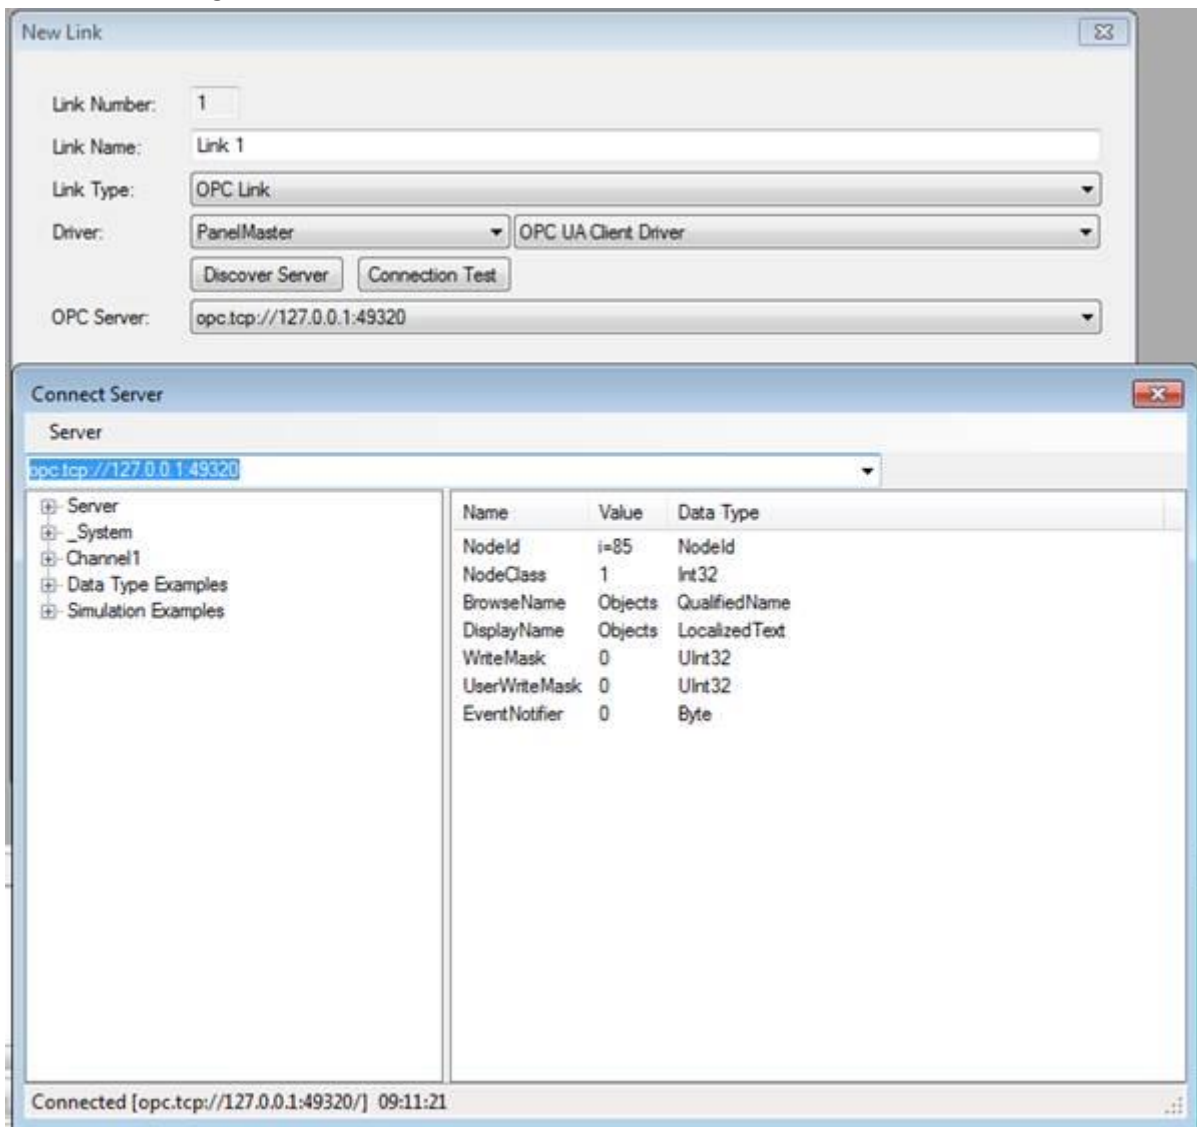 New Link
Link Number: 1
Link Name: Link 1
Link Type: OPC Link
Driver: PanelMaster OPC UA Client Driver
Discover Server Connection Test
OPC Server: opc.tcp://127.0.0.1:49320
Connect Server
Server
opc.tcp://127.0.0.1:49320
Server
_System
Channel1
Data Type Examples
Simulation Examples
Name Value Data Type
NodeId i=85 NodeId
NodeClass 1 Int32
BrowseName Objects QualifiedName
DisplayName Objects LocalizedText
WriteMask 0 UInt32
UserWriteMask 0 UInt32
EventNotifier 0 Byte
Connected [opc.tcp://127.0.0.1:49320/] 09:11:21